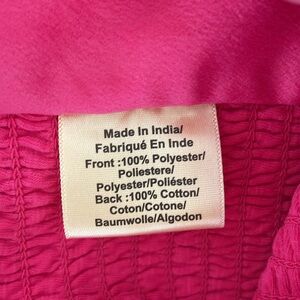 Made In India/
Fabriqué En Inde
Front :100% Polyester/
Poliestere/
Polyester/Poliéster
Back :100% Cotton/
Coton/Cotone/
Baumwolle/Algodon